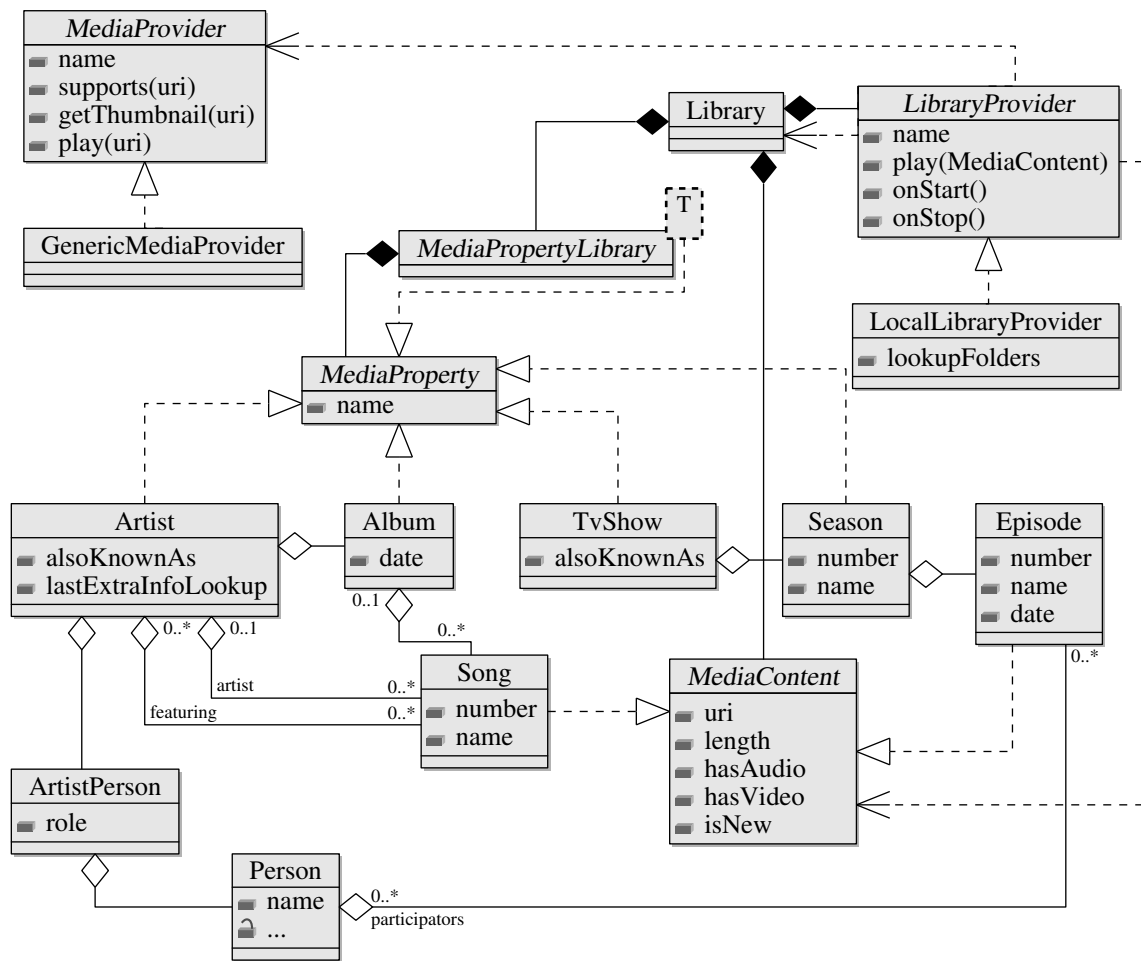 MediaProvider
name
supports(uri)
getThumbnail(uri)
play(uri)
Library
LibraryProvider
name
play(MediaContent)
onStart()
onStop()
T
GenericMediaProvider
MediaPropertyLibrary
LocalLibraryProvider
lookupFolders
MediaProperty
name
Artist
alsoKnownAs
lastExtraInfoLookup
Album
date
TvShow
alsoKnownAs
Season
number
name
Episode
number
name
date
0..1
0..*
0..1
0..*
0..*
artist
0..*
featuring
0..*
Song
number
name
MediaContent
uri
length
hasAudio
hasVideo
isNew
ArtistPerson
role
Person
name
...
0..*
participators